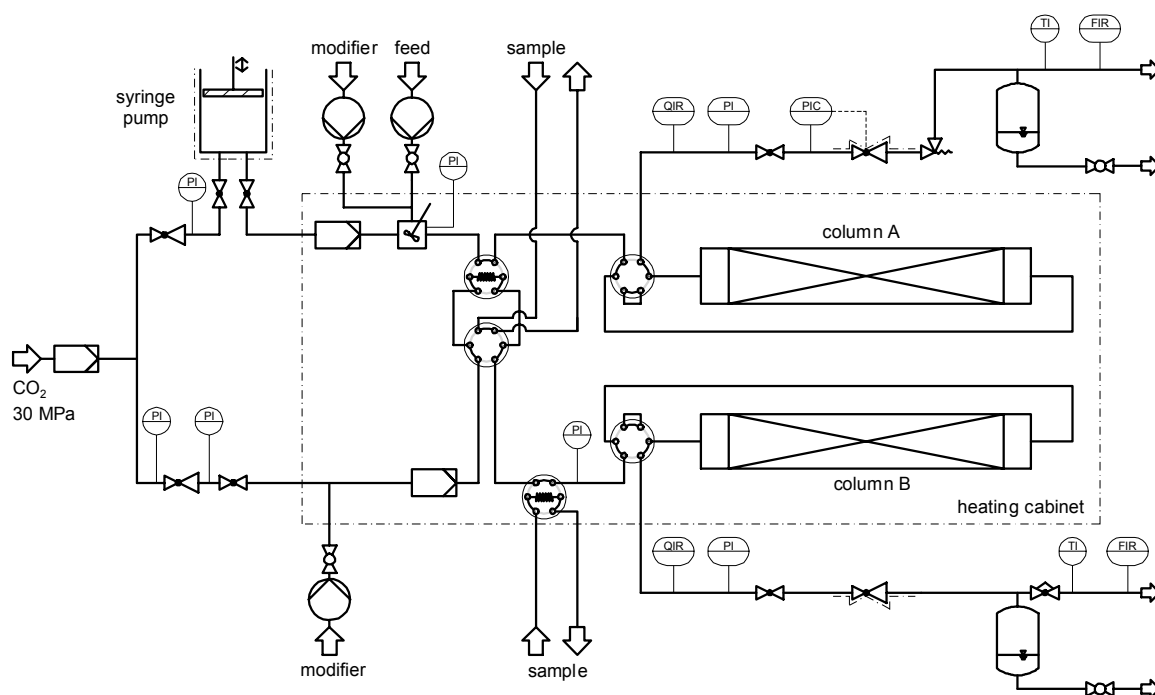 TI
FIR
modifier
feed
sample
syringe
pump
QIR
PI
PIC
PI
PI
column A
CO2
30 MPa
PI
PI
PI
column B
heating cabinet
QIR
PI
TI
FIR
modifier
sample